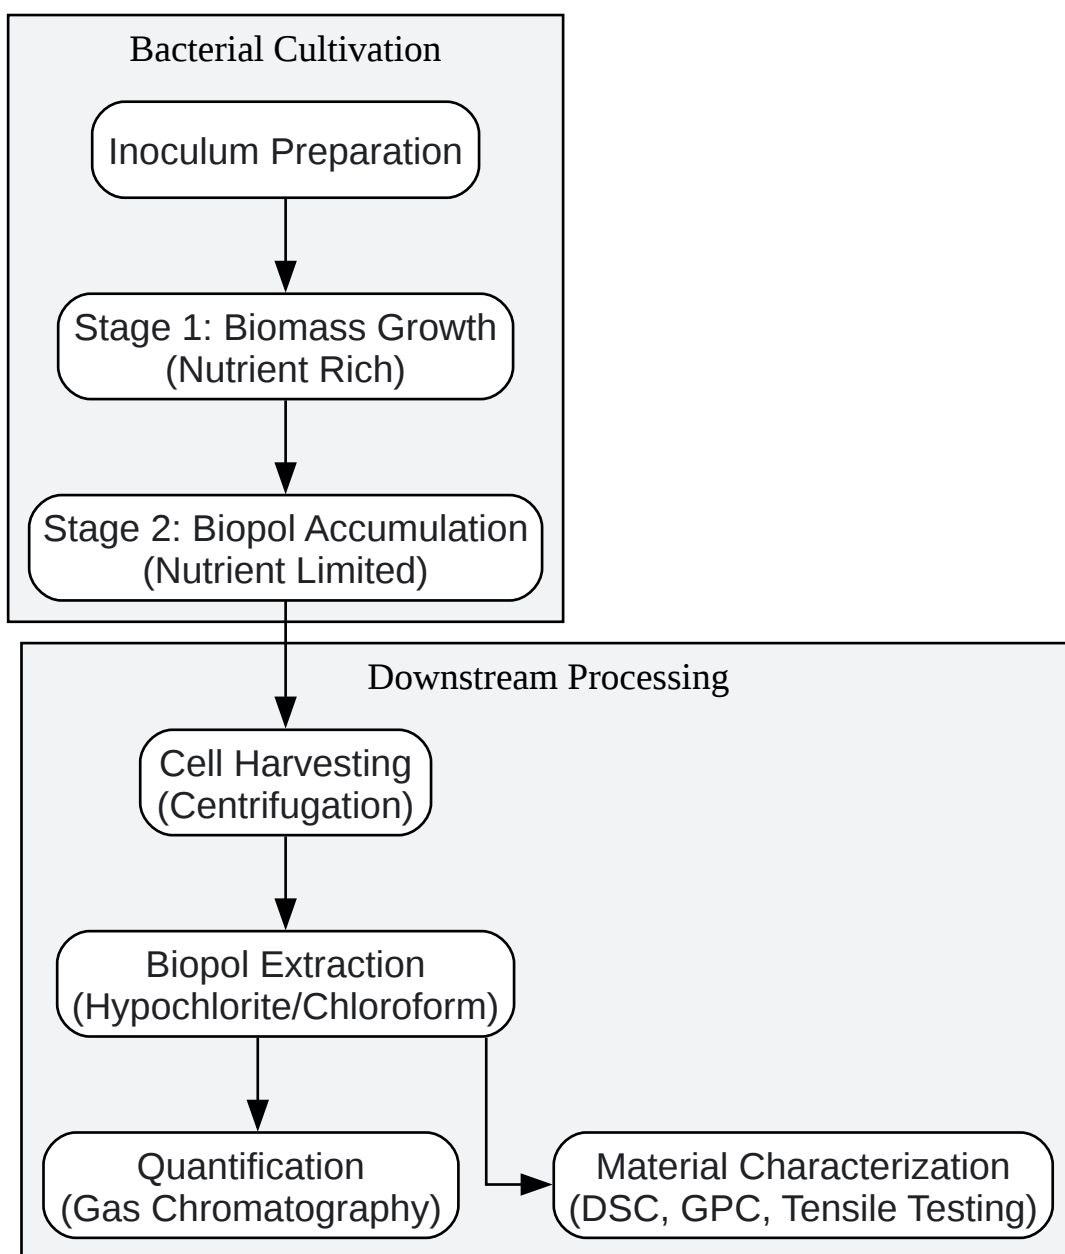 Bacterial Cultivation
Inoculum Preparation
Stage 1: Biomass Growth
(Nutrient Rich)
Stage 2: Biopol Accumulation
(Nutrient Limited)
Downstream Processing
Cell Harvesting
(Centrifugation)
Biopol Extraction
(Hypochlorite/Chloroform)
Quantification
(Gas Chromatography)
Material Characterization
(DSC, GPC, Tensile Testing)